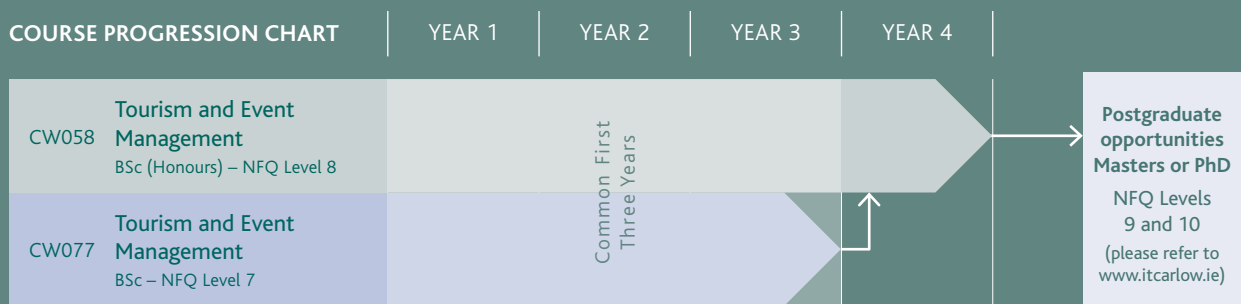 COURSE PROGRESSION CHART
YEAR 1
YEAR 2
YEAR 3
YEAR 4
CW058
Tourism and Event
Management
BSc (Honours) – NFQ Level 8
CW077
Tourism and Event
Management
BSc – NFQ Level 7
Common First
Three Years
Postgraduate
opportunities
Masters or PhD
NFQ Levels
9 and 10
(please refer to
www.itcarlow.ie)